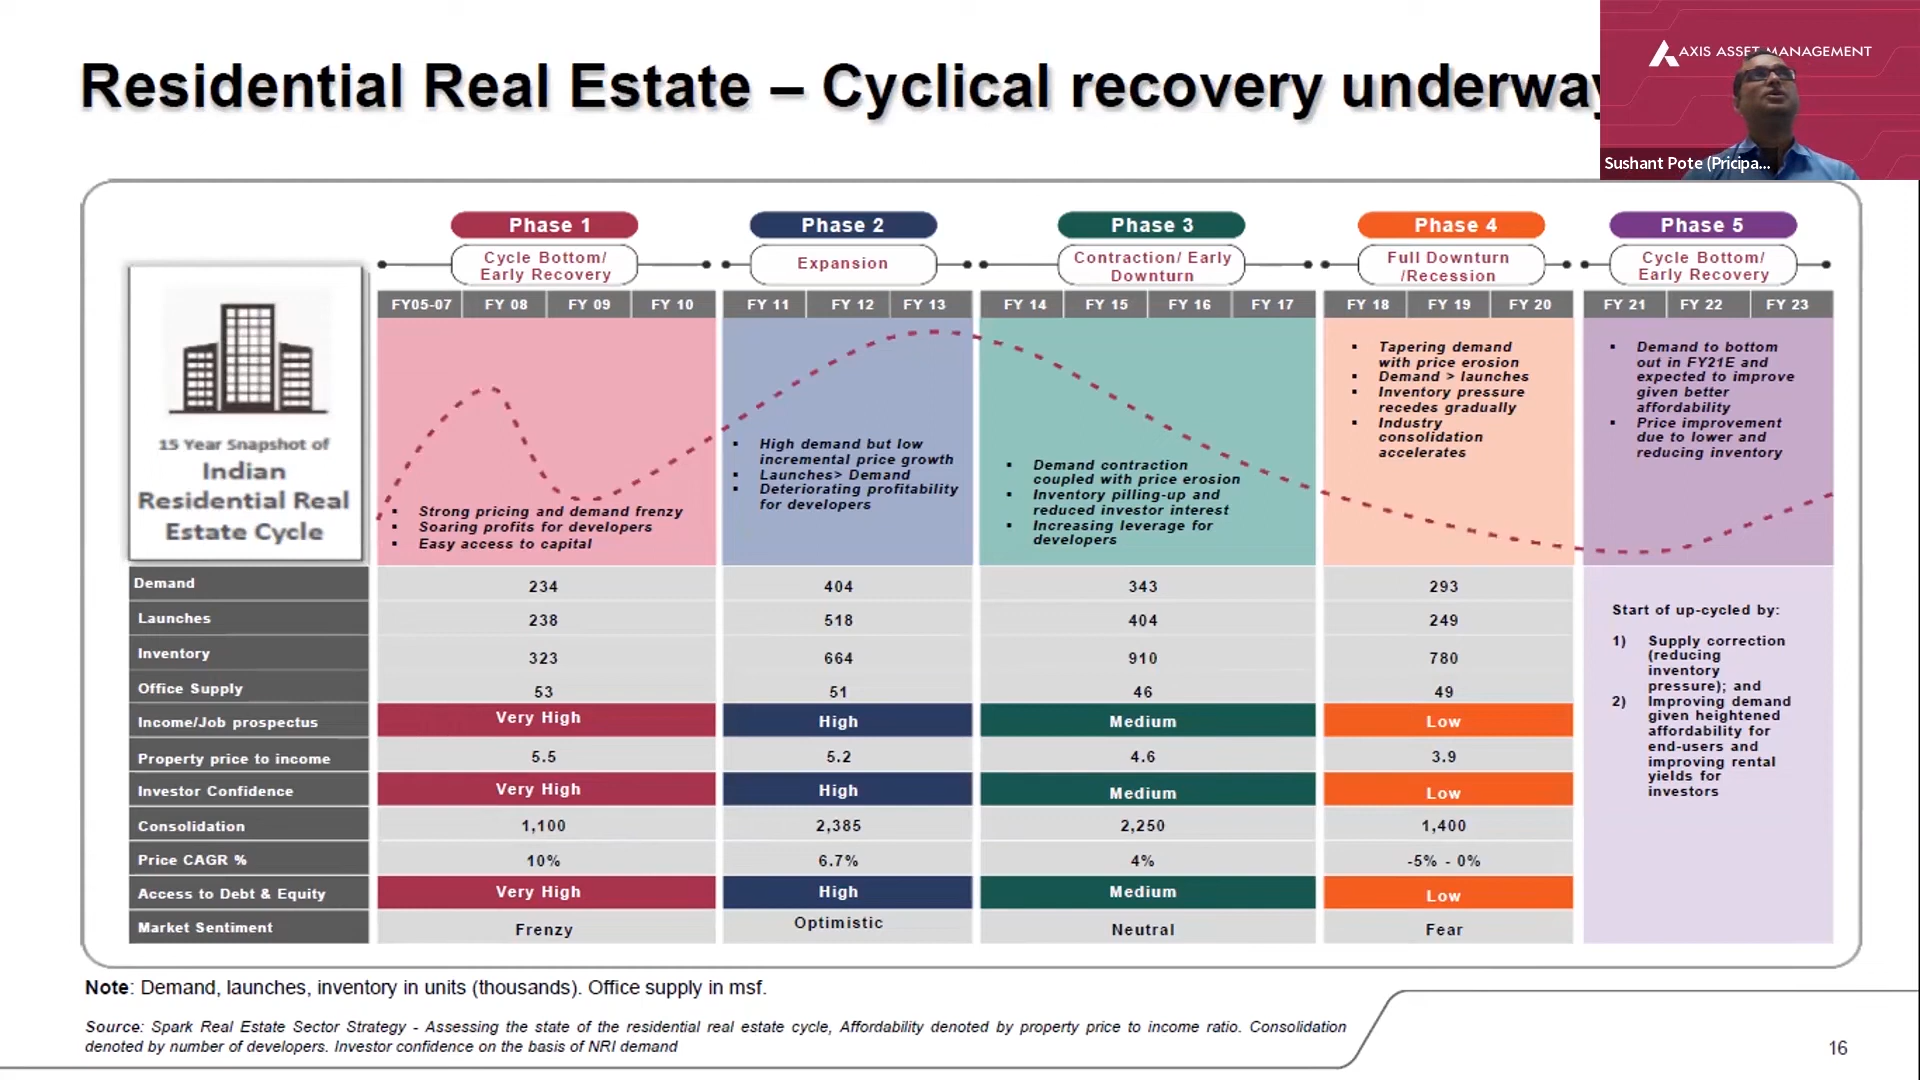 Residential Real Estate – Cyclical recovery underway
AXIS ASSET MANAGEMENT
Sushant Pote (Pricipa...
Phase 1
Phase 2
Phase 3
Phase 4
Phase 5
Cycle Bottom/
Early Recovery
Expansion
Contraction/ Early
Downturn
Full Downturn
/Recession
Cycle Bottom/
Early Recovery
FY05-07 FY 08 FY 09 FY 10 FY 11 FY 12 FY 13 FY 14 FY 15 FY 16 FY 17 FY 18 FY 19 FY 20 FY 21 FY 22 FY 23
15 Year Snapshot of
Indian
Residential Real
Estate Cycle
▪ Strong pricing and demand frenzy
▪ Soaring profits for developers
▪ Easy access to capital
▪ High demand but low
incremental price growth
▪ Launches> Demand
▪ Deteriorating profitability
for developers
▪ Demand contraction
coupled with price erosion
▪ Inventory pilling-up and
reduced investor interest
▪ Increasing leverage for
developers
▪ Tapering demand
with price erosion
▪ Demand > launches
▪ Inventory pressure
recedes gradually
▪ Industry
consolidation
accelerates
▪ Demand to bottom
out in FY21E and
expected to improve
given better
affordability
▪ Price improvement
due to lower and
reducing inventory
Demand 234 404 343 293
Launches 238 518 404 249
Inventory 323 664 910 780
Office Supply 53 51 46 49
Income/Job prospectus Very High High Medium Low
Property price to income 5.5 5.2 4.6 3.9
Investor Confidence Very High High Medium Low
Consolidation 1,100 2,385 2,250 1,400
Price CAGR % 10% 6.7% 4% -5% - 0%
Access to Debt & Equity Very High High Medium Low
Market Sentiment Frenzy Optimistic Neutral Fear
Start of up-cycled by:
1) Supply correction
(reducing
inventory
pressure); and
2) Improving demand
given heightened
affordability for
end-users and
improving rental
yields for
investors
Note: Demand, launches, inventory in units (thousands). Office supply in msf.
Source: Spark Real Estate Sector Strategy - Assessing the state of the residential real estate cycle, Affordability denoted by property price to income ratio. Consolidation
denoted by number of developers. Investor confidence on the basis of NRI demand
16